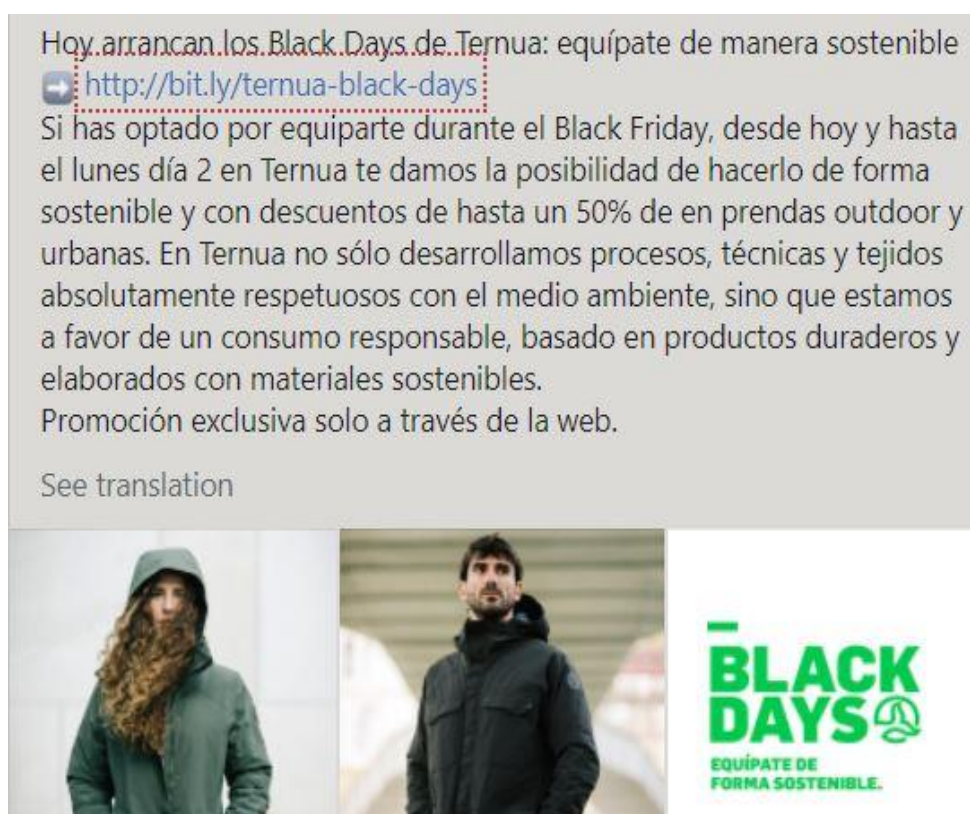 Hoy arrancan los Black Days de Ternua: equípate de manera sostenible
http://bit.ly/ternua-black-days
Si has optado por equiparte durante el Black Friday, desde hoy y hasta
el lunes día 2 en Ternua te damos la posibilidad de hacerlo de forma
sostenible y con descuentos de hasta un 50% de en prendas outdoor y
urbanas. En Ternua no sólo desarrollamos procesos, técnicas y tejidos
absolutamente respetuosos con el medio ambiente, sino que estamos
a favor de un consumo responsable, basado en productos duraderos y
elaborados con materiales sostenibles.
Promoción exclusiva solo a través de la web.
See translation
BLACK
DAYS
EQUÍPATE DE
FORMA SOSTENIBLE.